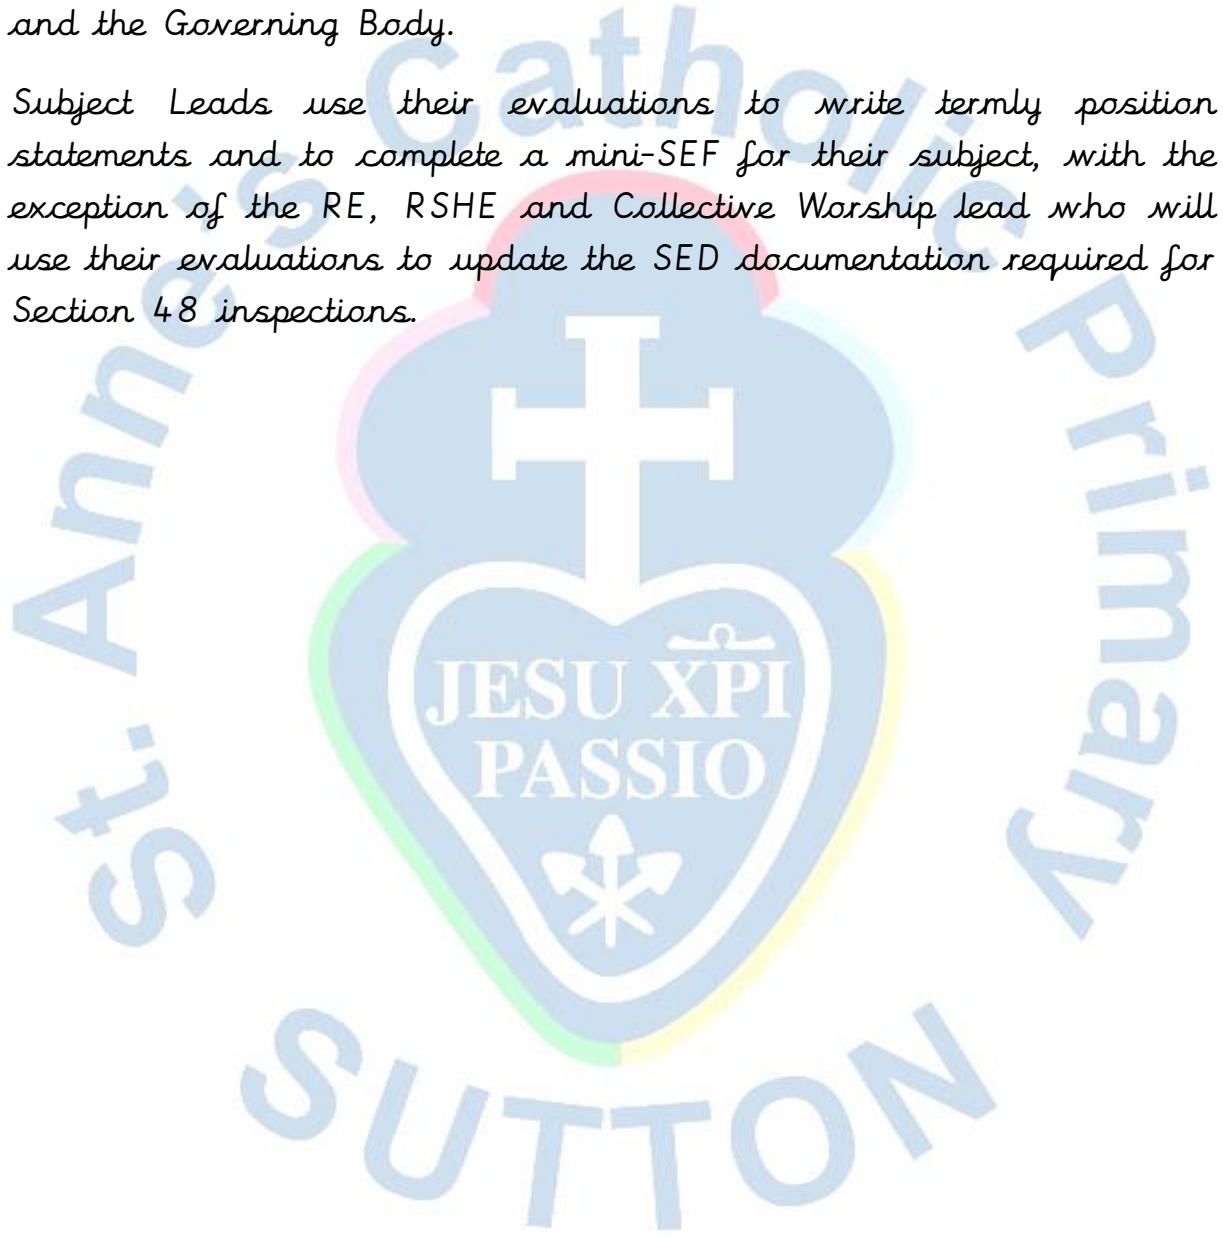 and the Governing Body.
Subject Leads use their evaluations to write termly position
statements and to complete a mini-SEF for their subject, with the
exception of the RE, RSHE and Collective Worship lead who will
use their evaluations to update the SED documentation required for
Section 48 inspections.
St. Anne's Catholic Primary
JESU XPI
PASSIO
SUTTON